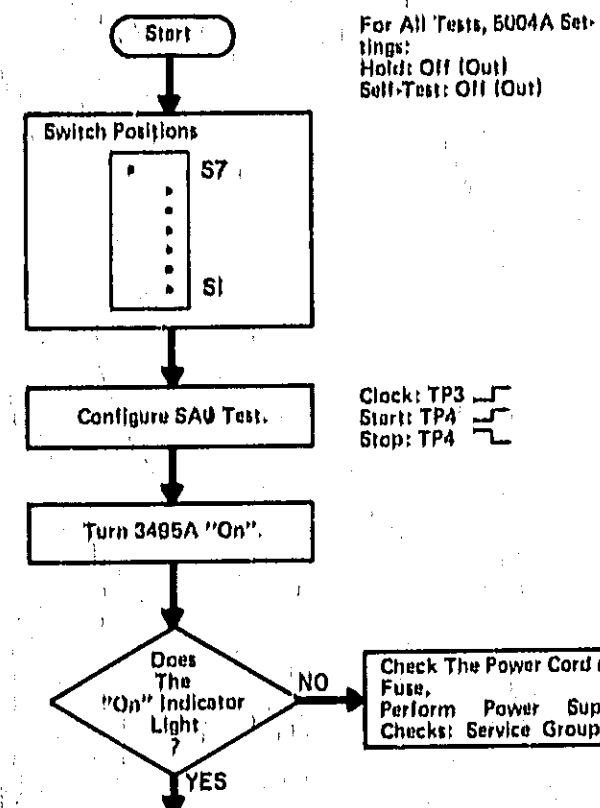 Start
For All Tests, 5004A Set-
tings:
Hold: Off (Out)
Self-Test: Off (Out)
Switch Positions
S7
S1
Configure SA0 Test.
Clock: TP3
Start: TP4
Stop: TP4
Turn 3495A "On".
Does
The
"On" Indicator
Light
?
NO
YES
Check The Power Cord
Fuse.
Perform Power
Checks: Service Group